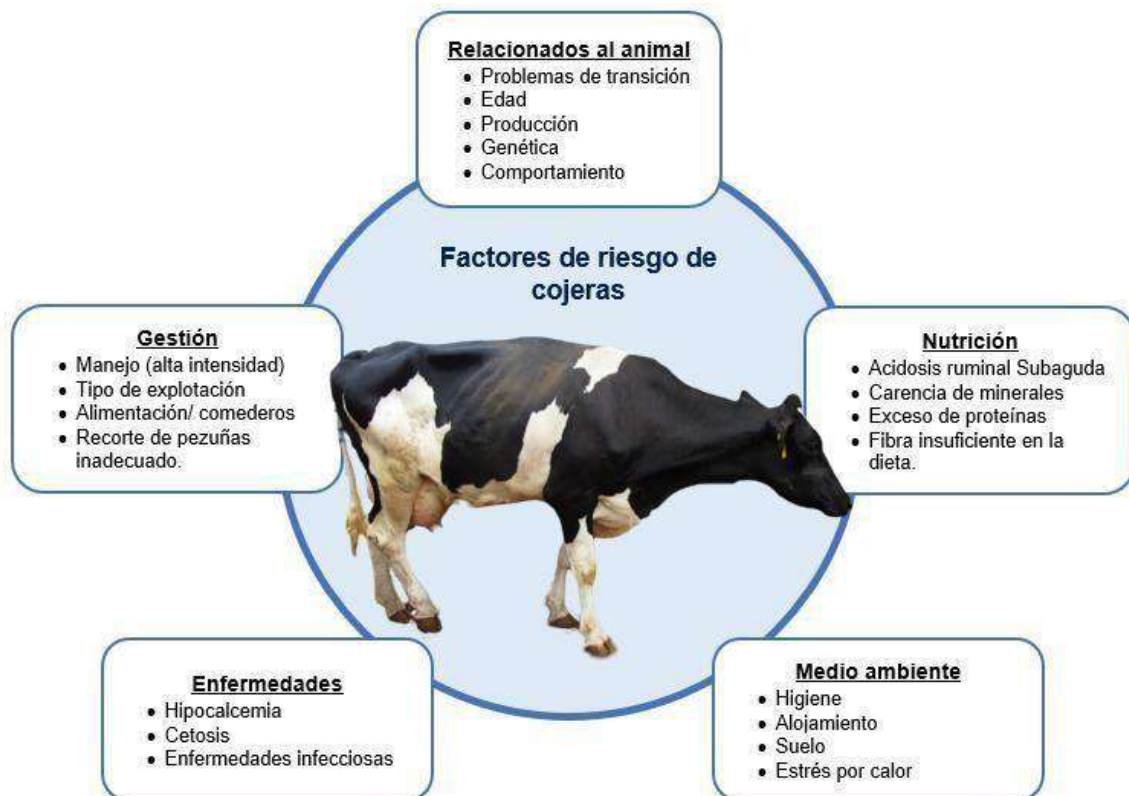 Relacionados al animal
• Problemas de transición
• Edad
• Producción
• Genética
• Comportamiento
Factores de riesgo de
cojeras
Gestión
• Manejo (alta intensidad)
• Tipo de explotación
• Alimentación/ comederos
• Recorte de pezuñas
inadecuado.
Nutrición
• Acidosis ruminal Subaguda
• Carencia de minerales
• Exceso de proteínas
• Fibra insuficiente en la
dieta.
Enfermedades
• Hipocalcemia
• Cetosis
• Enfermedades infecciosas
Medio ambiente
• Higiene
• Alojamiento
• Suelo
• Estrés por calor